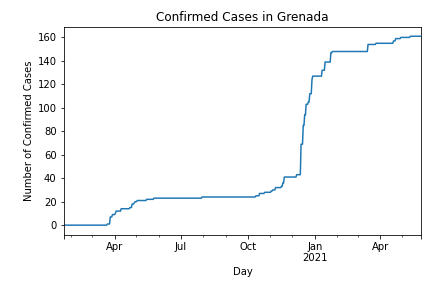 Confirmed Cases in Grenada
Number of Confirmed Cases
160
140
120
100
80
60
40
20
0
Apr
Jul
Oct
Jan
2021
Apr
Day